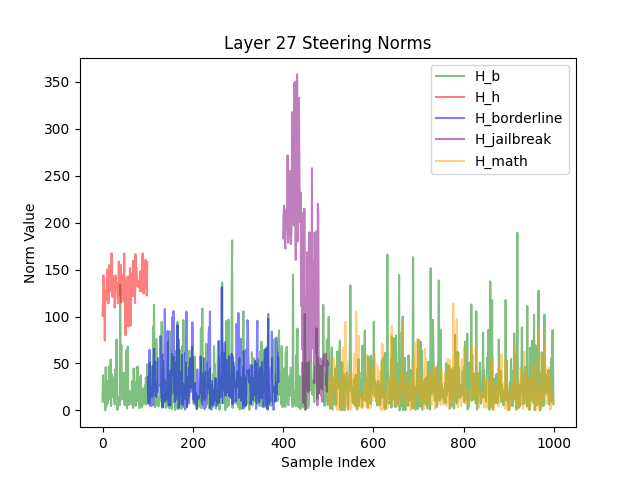 Layer 27 Steering Norms
H_b
H_h
H_borderline
H_jailbreak
H_math
Norm Value
350
300
250
200
150
100
50
0
0
200
400
600
800
1000
Sample Index